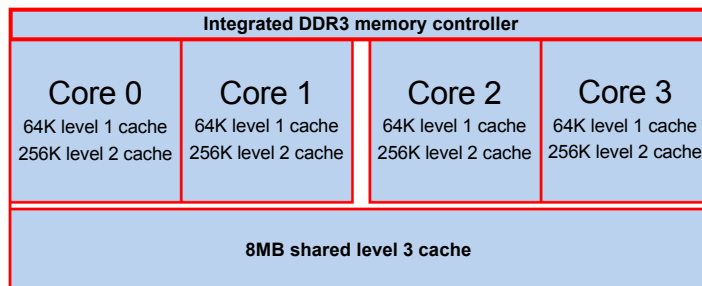 Integrated DDR3 memory controller
Core 0
64K level 1 cache
256K level 2 cache
Core 1
64K level 1 cache
256K level 2 cache
Core 2
64K level 1 cache
256K level 2 cache
Core 3
64K level 1 cache
256K level 2 cache
8MB shared level 3 cache